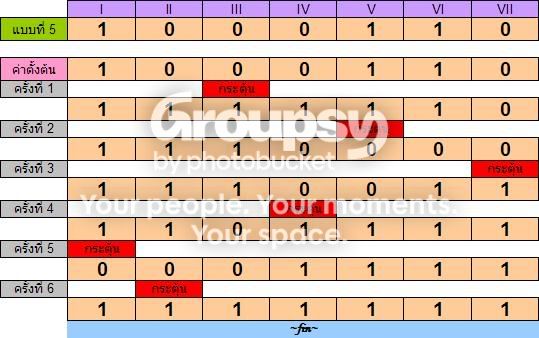 I II III IV V VI VII
แบบที่ 5 1 0 0 0 1 1 0
ค่าตั้งต้น 1 0 0 0 1 1 0
ครั้งที่ 1 กระตุ้น
1 1 1 1 1 1 0
ครั้งที่ 2
1 1 1 0 0 0 0
ครั้งที่ 3 กระตุ้น
1 1 1 0 0 1 1
ครั้งที่ 4
1 1 0 1 1 1 1
ครั้งที่ 5 กระตุ้น
0 0 0 1 1 1 1
ครั้งที่ 6 กระตุ้น
1 1 1 1 1 1 1
~fin~
Groupsy
by photobucket
Your people. Your moments.
Your space.